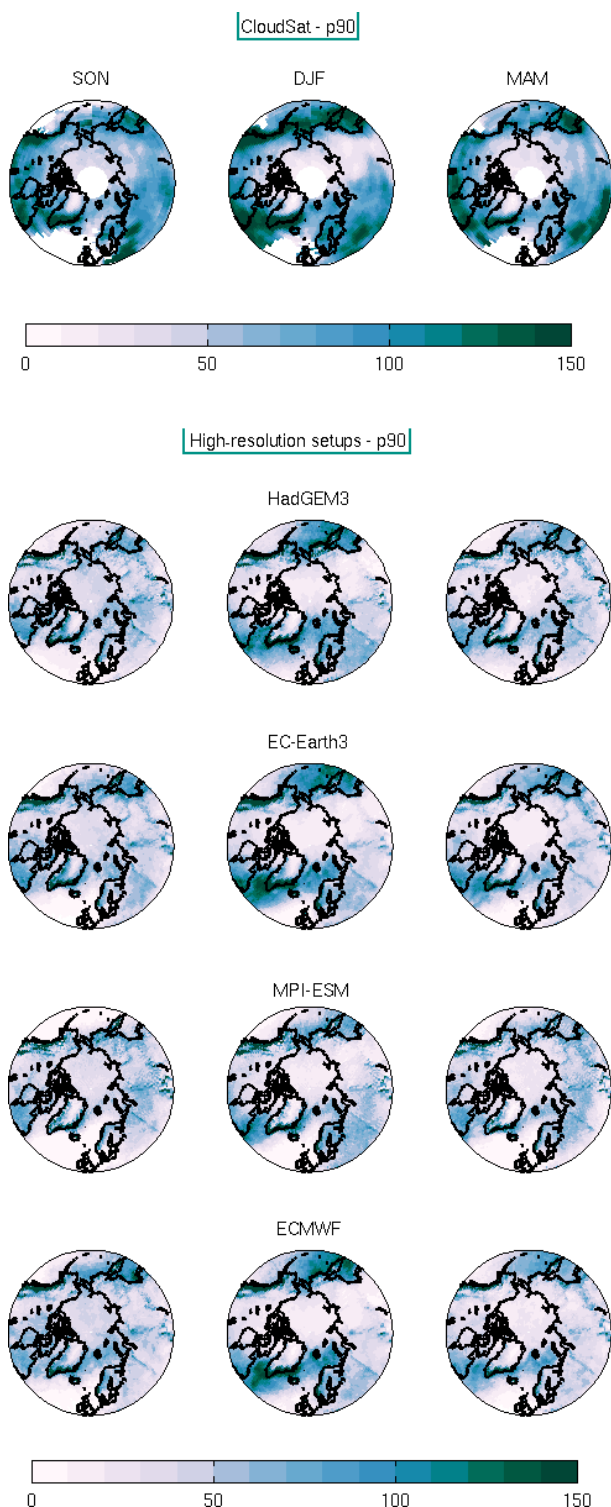 CloudSat - p90
SON DJF MAM
0 50 100 150
High-resolution setups - p90
HadGEM3
EC-Earth3
MPI-ESM
ECMWF
0 50 100 150